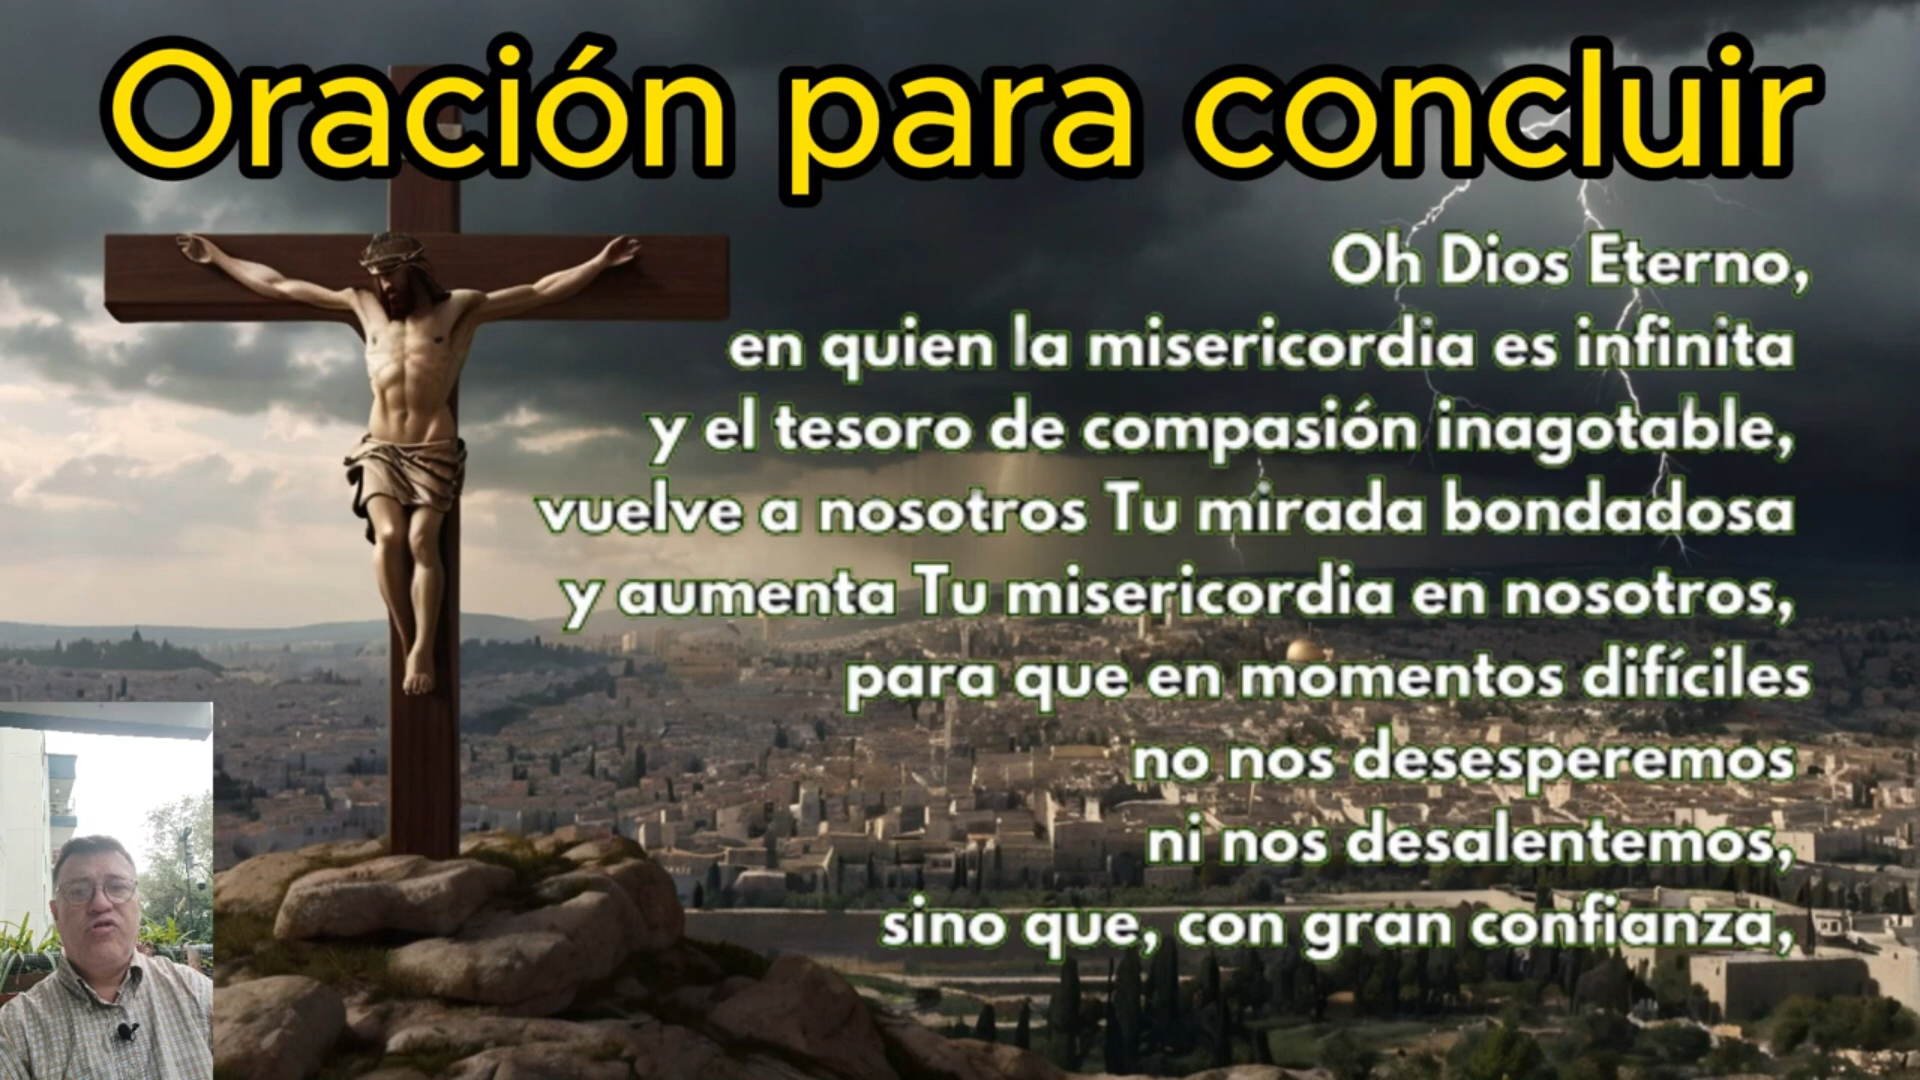 Oración para concluir
Oh Dios Eterno,
en quien la misericordia es infinita
y el tesoro de compasión inagotable,
vuelve a nosotros Tu mirada bondadosa
y aumenta Tu misericordia en nosotros,
para que en momentos difíciles
no nos desesperemos
ni nos desalentemos,
sino que, con gran confianza,